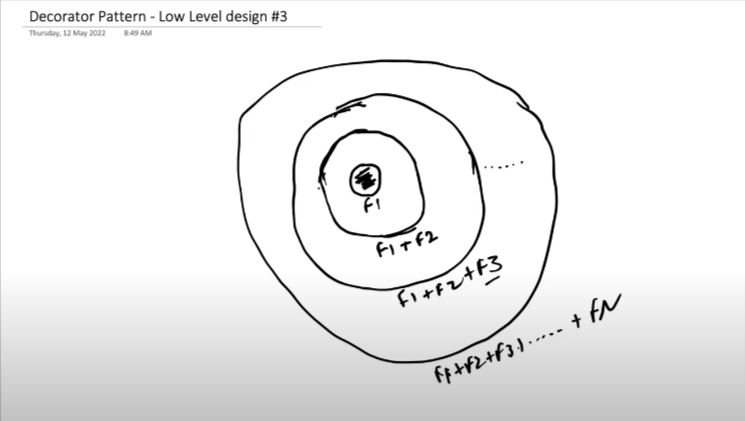 Decorator Pattern - Low Level design #3
Thursday, 12 May 2022 8:49 AM
F1
F1+F2
F1+F2+F3
F1+F2+F3+ ...... + FN